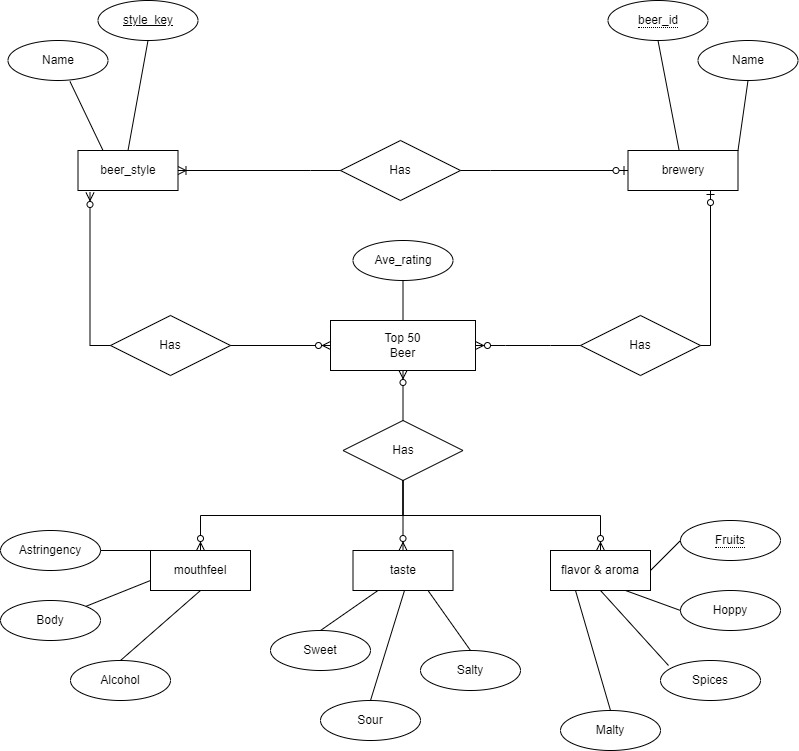 style_key
beer_id
Name
Name
beer_style
Has
brewery
Ave_rating
Has
Top 50
Beer
Has
Has
Astringency
mouthfeel
taste
flavor & aroma
Fruits
Body
Hoppy
Alcohol
Sweet
Salty
Spices
Sour
Malty